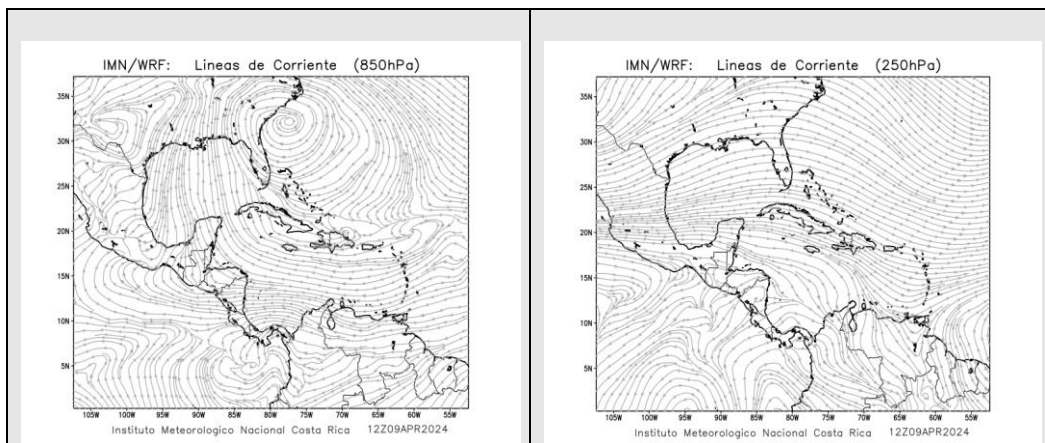 IMN/WRF: Lineas de Corriente (850hPa)
35N
30N
25N
20N
15N
10N
5N
105W 100W 95W 90W 85W 80W 75W 70W 65W 60W 55W
Instituto Meteorologico Nacional Costa Rica 12Z09APR2024
IMN/WRF: Lineas de Corriente (250hPa)
35N
30N
25N
20N
15N
10N
5N
105W 100W 95W 90W 85W 80W 75W 70W 65W 60W 55W
Instituto Meteorologico Nacional Costa Rica 12Z09APR2024